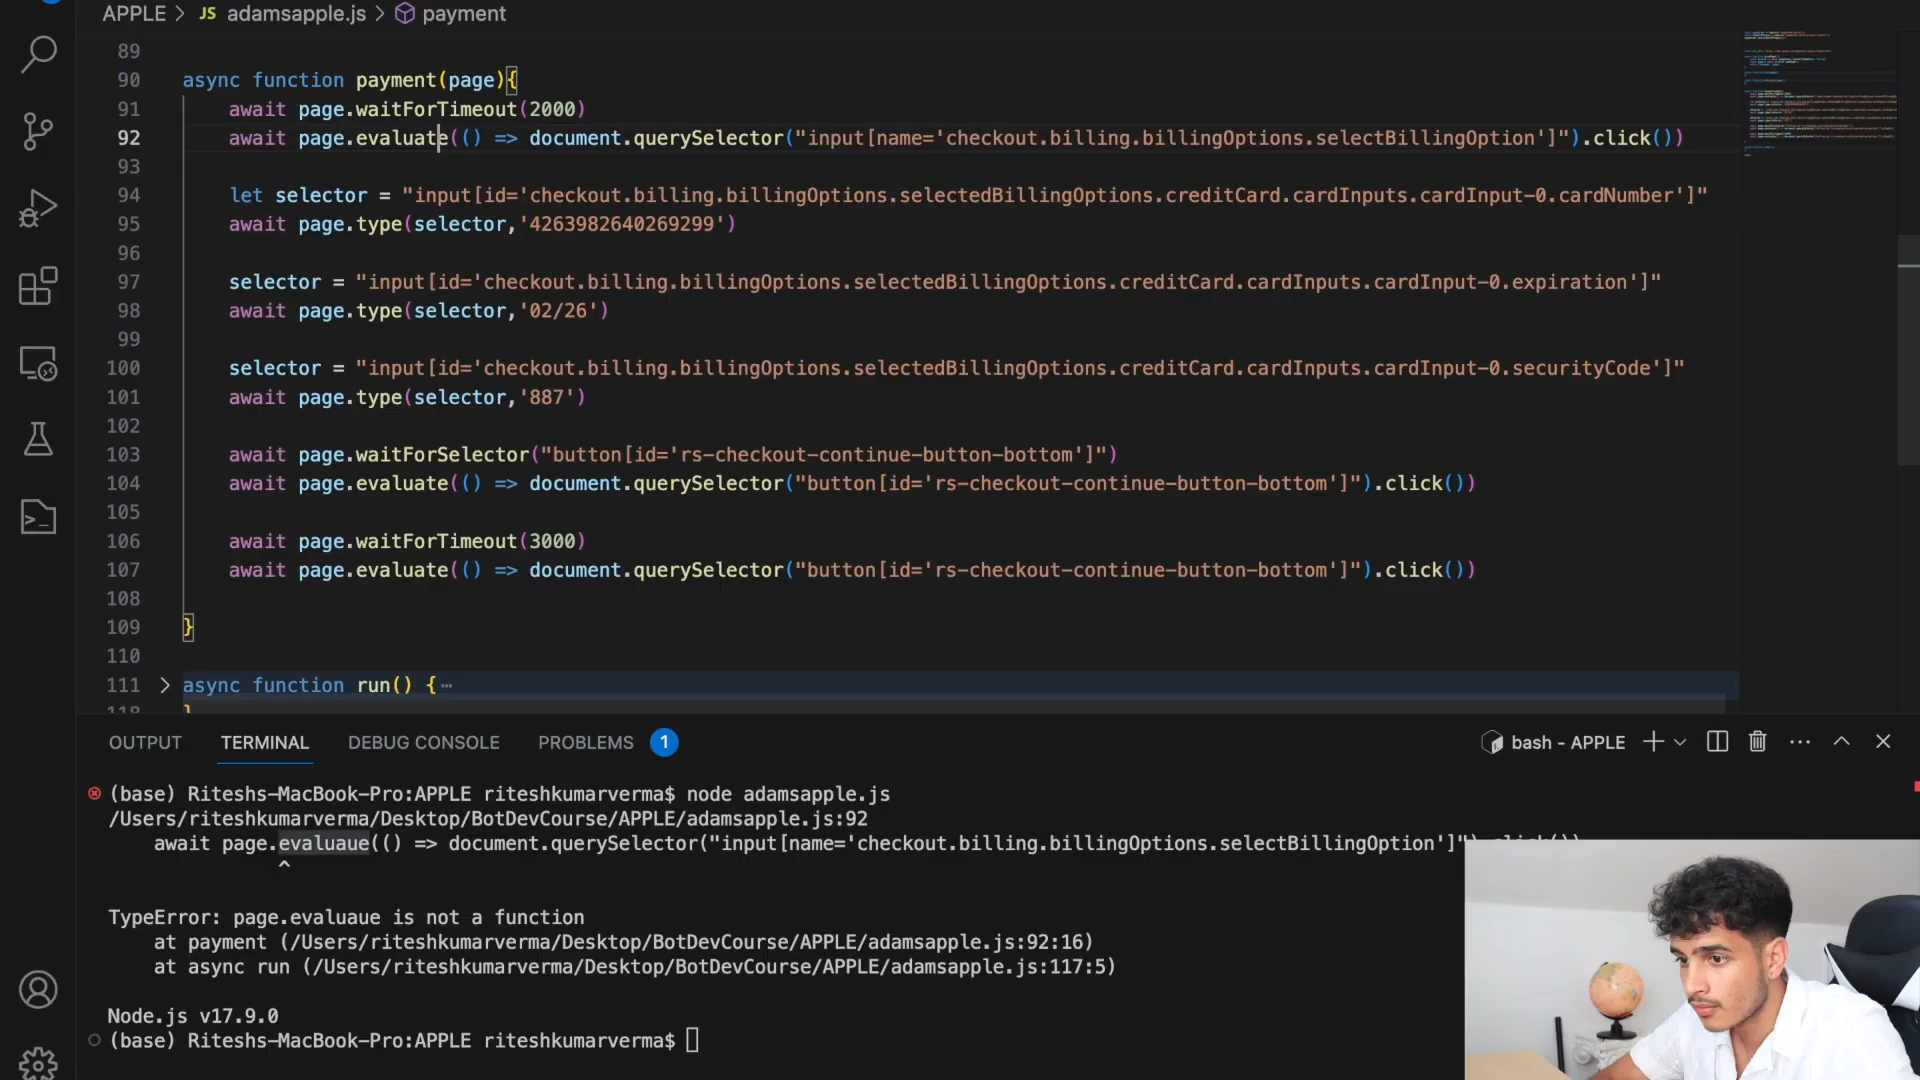 APPLE > JS adamsapple.js > payment
89
90 async function payment(page){
91 await page.waitForTimeout(2000)
92 await page.evaluate(() => document.querySelector("input[name='checkout.billing.billingOptions.selectBillingOption']").click())
93
94 let selector = "input[id='checkout.billing.billingOptions.selectedBillingOptions.creditCard.cardInputs.cardInput-0.cardNumber']"
95 await page.type(selector,'4263982640269299')
96
97 selector = "input[id='checkout.billing.billingOptions.selectedBillingOptions.creditCard.cardInputs.cardInput-0.expiration']"
98 await page.type(selector,'02/26')
99
100 selector = "input[id='checkout.billing.billingOptions.selectedBillingOptions.creditCard.cardInputs.cardInput-0.securityCode']"
101 await page.type(selector,'887')
102
103 await page.waitForSelector("button[id='rs-checkout-continue-button-bottom']")
104 await page.evaluate(() => document.querySelector("button[id='rs-checkout-continue-button-bottom']").click())
105
106 await page.waitForTimeout(3000)
107 await page.evaluate(() => document.querySelector("button[id='rs-checkout-continue-button-bottom']").click())
108
109 }
110
111 async function run() {…
118 }
OUTPUT TERMINAL DEBUG CONSOLE PROBLEMS 1 bash - APPLE
(base) Riteshs-MacBook-Pro:APPLE riteshkumarverma$ node adamsapple.js
/Users/riteshkumarverma/Desktop/BotDevCourse/APPLE/adamsapple.js:92
await page.evaluaue(() => document.querySelector("input[name='checkout.billing.billingOptions.selectBillingOption']").click())
^
TypeError: page.evaluaue is not a function
at payment (/Users/riteshkumarverma/Desktop/BotDevCourse/APPLE/adamsapple.js:92:16)
at async run (/Users/riteshkumarverma/Desktop/BotDevCourse/APPLE/adamsapple.js:117:5)
Node.js v17.9.0
(base) Riteshs-MacBook-Pro:APPLE riteshkumarverma$